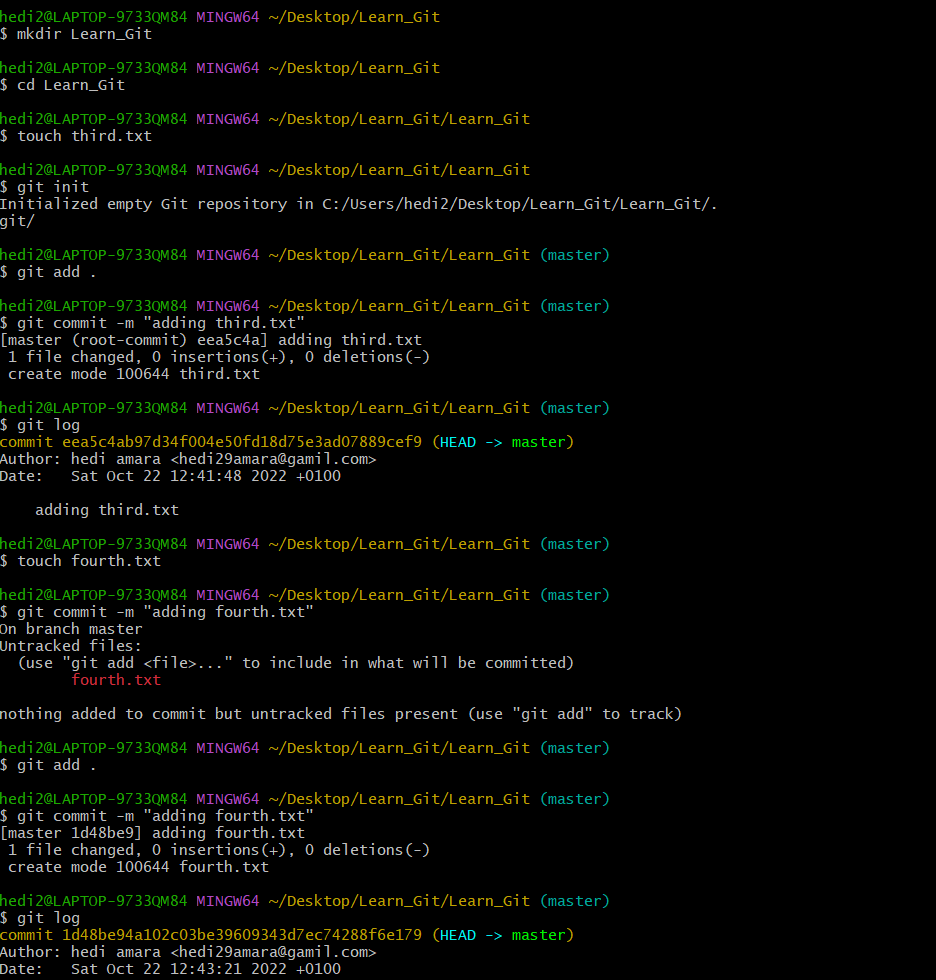 hedi2@LAPTOP-9733QM84 MINGW64 ~/Desktop/Learn_Git
$ mkdir Learn_Git
hedi2@LAPTOP-9733QM84 MINGW64 ~/Desktop/Learn_Git
$ cd Learn_Git
hedi2@LAPTOP-9733QM84 MINGW64 ~/Desktop/Learn_Git/Learn_Git
$ touch third.txt
hedi2@LAPTOP-9733QM84 MINGW64 ~/Desktop/Learn_Git/Learn_Git
$ git init
Initialized empty Git repository in C:/Users/hedi2/Desktop/Learn_Git/Learn_Git/.
git/
hedi2@LAPTOP-9733QM84 MINGW64 ~/Desktop/Learn_Git/Learn_Git (master)
$ git add .
hedi2@LAPTOP-9733QM84 MINGW64 ~/Desktop/Learn_Git/Learn_Git (master)
$ git commit -m "adding third.txt"
[master (root-commit) eea5c4a] adding third.txt
 1 file changed, 0 insertions(+), 0 deletions(-)
 create mode 100644 third.txt
hedi2@LAPTOP-9733QM84 MINGW64 ~/Desktop/Learn_Git/Learn_Git (master)
$ git log
commit eea5c4ab97d34f004e50fd18d75e3ad07889cef9 (HEAD -> master)
Author: hedi amara <hedi29amara@gamil.com>
Date:   Sat Oct 22 12:41:48 2022 +0100
    adding third.txt
hedi2@LAPTOP-9733QM84 MINGW64 ~/Desktop/Learn_Git/Learn_Git (master)
$ touch fourth.txt
hedi2@LAPTOP-9733QM84 MINGW64 ~/Desktop/Learn_Git/Learn_Git (master)
$ git commit -m "adding fourth.txt"
On branch master
Untracked files:
  (use "git add <file>..." to include in what will be committed)
        fourth.txt
nothing added to commit but untracked files present (use "git add" to track)
hedi2@LAPTOP-9733QM84 MINGW64 ~/Desktop/Learn_Git/Learn_Git (master)
$ git add .
hedi2@LAPTOP-9733QM84 MINGW64 ~/Desktop/Learn_Git/Learn_Git (master)
$ git commit -m "adding fourth.txt"
[master 1d48be9] adding fourth.txt
 1 file changed, 0 insertions(+), 0 deletions(-)
 create mode 100644 fourth.txt
hedi2@LAPTOP-9733QM84 MINGW64 ~/Desktop/Learn_Git/Learn_Git (master)
$ git log
commit 1d48be94a102c03be39609343d7ec74288f6e179 (HEAD -> master)
Author: hedi amara <hedi29amara@gamil.com>
Date:   Sat Oct 22 12:43:21 2022 +0100